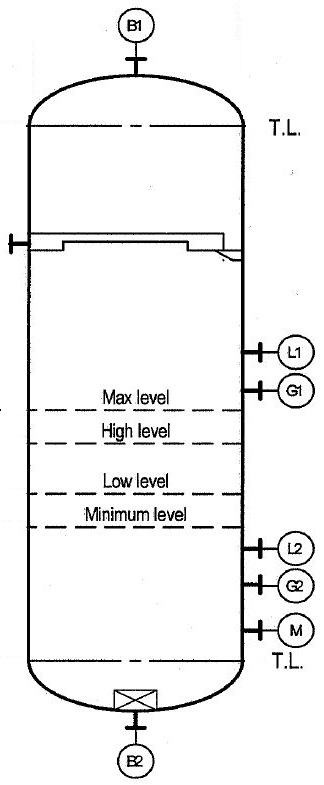 B1
T.L.
L1
G1
Max level
High level
Low level
Minimum level
L2
G2
M
T.L.
B2